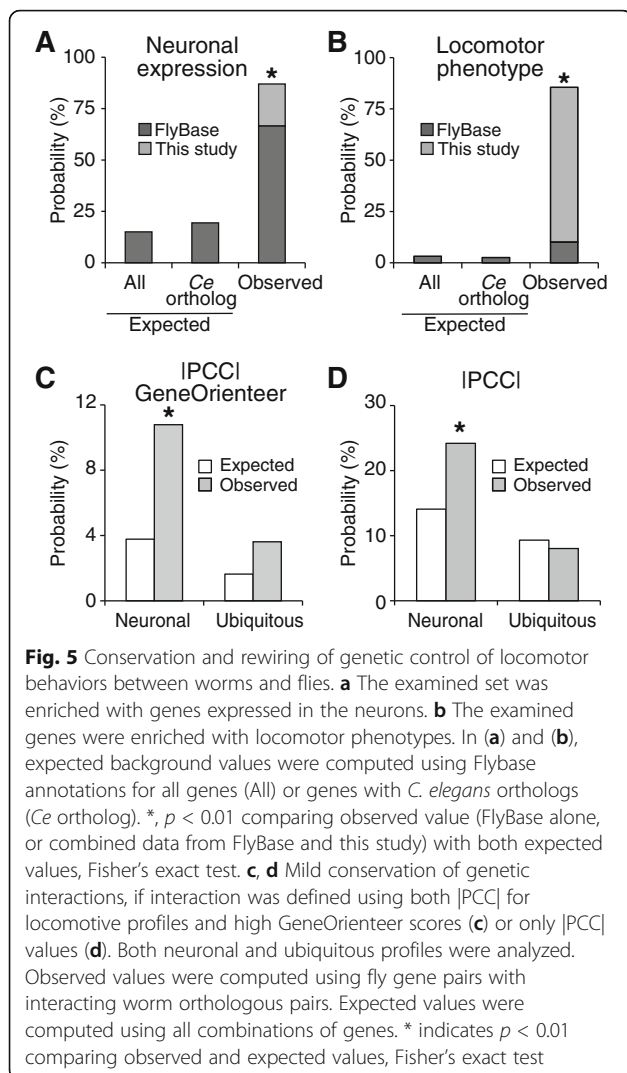 A
Neuronal
expression
*
100
75
50
25
0
Probability (%)
FlyBase
This study
All
Ce
ortholog
Observed
Expected
B
Locomotor
phenotype
*
100
75
50
25
0
Probability (%)
FlyBase
This study
All
Ce
ortholog
Observed
Expected
C
|PCC|
GeneOrienteer
*
12
8
4
0
Probability (%)
Expected
Observed
Neuronal
Ubiquitous
D
|PCC|
*
30
20
10
0
Probability (%)
Expected
Observed
Neuronal
Ubiquitous
Fig. 5 Conservation and rewiring of genetic control of locomotor
behaviors between worms and flies. a The examined set was
enriched with genes expressed in the neurons. b The examined
genes were enriched with locomotor phenotypes. In (a) and (b),
expected background values were computed using Flybase
annotations for all genes (All) or genes with C. elegans orthologs
(Ce ortholog). *, p < 0.01 comparing observed value (FlyBase alone,
or combined data from FlyBase and this study) with both expected
values, Fisher's exact test. c, d Mild conservation of genetic
interactions, if interaction was defined using both |PCC| for
locomotive profiles and high GeneOrienteer scores (c) or only |PCC|
values (d). Both neuronal and ubiquitous profiles were analyzed.
Observed values were computed using fly gene pairs with
interacting worm orthologous pairs. Expected values were
computed using all combinations of genes. * indicates p < 0.01
comparing observed and expected values, Fisher's exact test